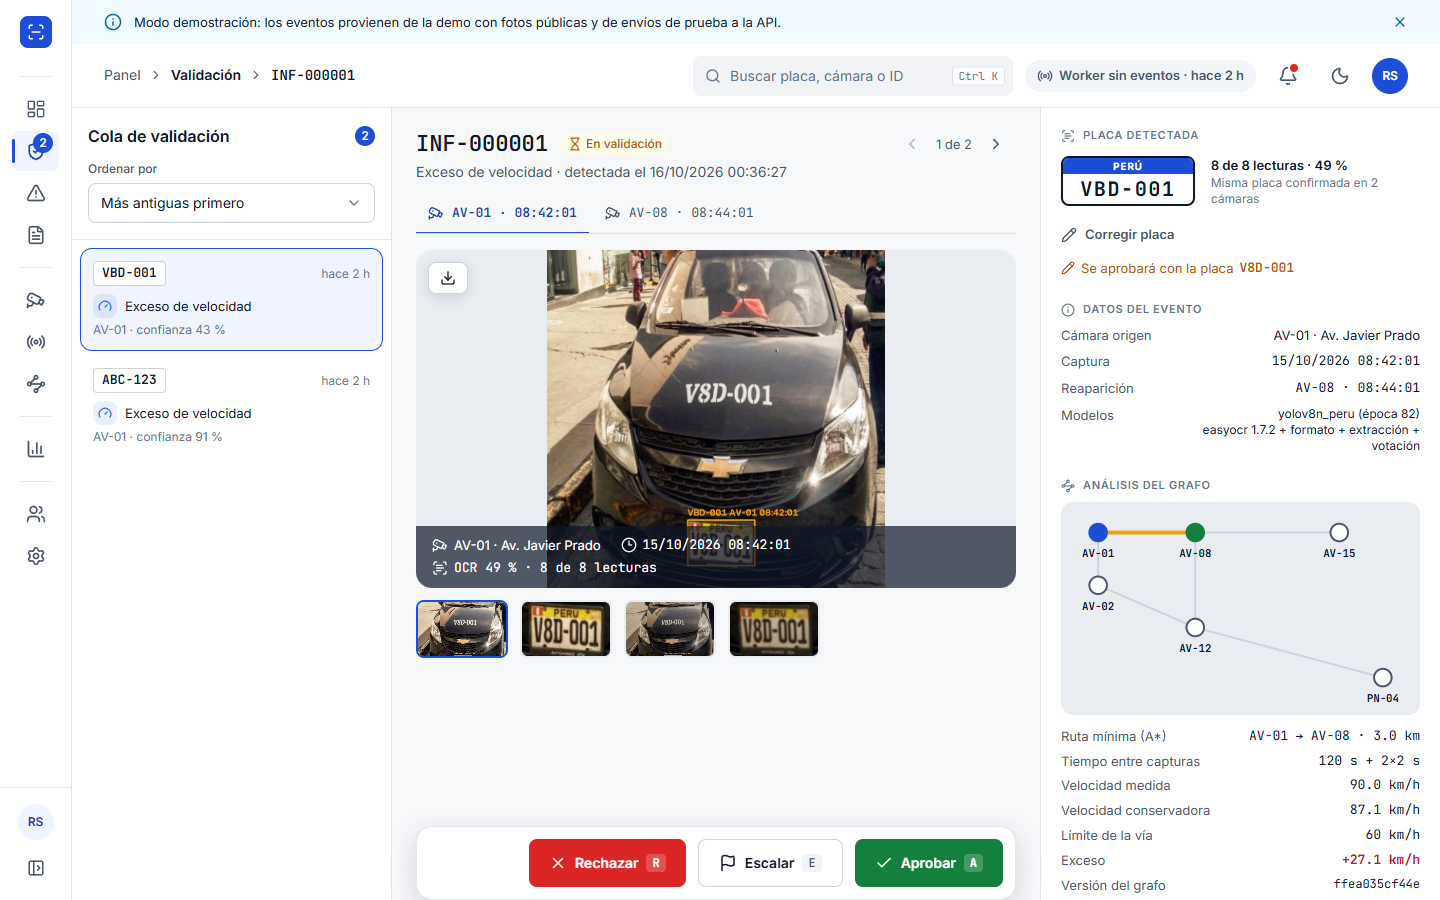 Modo demostración: los eventos provienen de la demo con fotos públicas y de envíos de prueba a la API.
Panel > Validación > INF-000001
Buscar placa, cámara o ID
Ctrl K
Worker sin eventos · hace 2 h
RS
2
Cola de validación
2
Ordenar por
Más antiguas primero
VBD-001
hace 2 h
Exceso de velocidad
AV-01 · confianza 43 %
ABC-123
hace 2 h
Exceso de velocidad
AV-01 · confianza 91 %
RS
INF-000001
En validación
1 de 2
Exceso de velocidad · detectada el 16/10/2026 00:36:27
AV-01 · 08:42:01
AV-08 · 08:44:01
V8D-001
VBD-001 AV-01 08:42:01
AV-01 · Av. Javier Prado
15/10/2026 08:42:01
OCR 49 % · 8 de 8 lecturas
V8D-001
PERU
V8D-001
V8D-001
PERU
V8D-001
Rechazar R
Escalar E
Aprobar A
PLACA DETECTADA
PERÚ
VBD-001
8 de 8 lecturas · 49 %
Misma placa confirmada en 2
cámaras
Corregir placa
Se aprobará con la placa V8D-001
DATOS DEL EVENTO
Cámara origen
AV-01 · Av. Javier Prado
Captura
15/10/2026 08:42:01
Reaparición
AV-08 · 08:44:01
Modelos
yolov8n_peru (época 82)
easyocr 1.7.2 + formato + extracción +
votación
ANÁLISIS DEL GRAFO
AV-01
AV-08
AV-15
AV-02
AV-12
PN-04
Ruta mínima (A*)
AV-01 → AV-08 · 3.0 km
Tiempo entre capturas
120 s + 2×2 s
Velocidad medida
90.0 km/h
Velocidad conservadora
87.1 km/h
Límite de la vía
60 km/h
Exceso
+27.1 km/h
Versión del grafo
ffea035cf44e